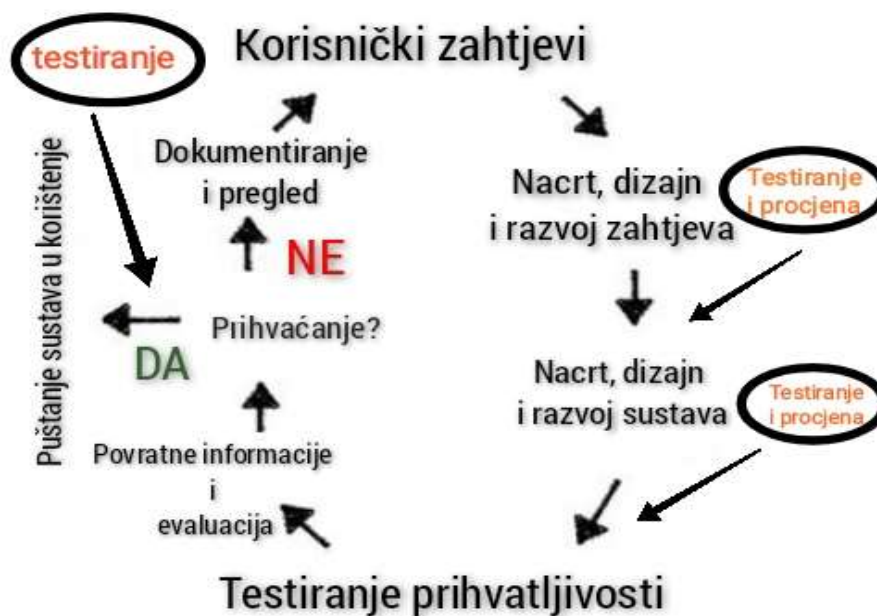 testiranje
Korisnički zahtjevi
Dokumentiranje
i pregled
Nacrt, dizajn
i razvoj zahtjeva
Testiranje
i procjena
NE
Puštanje sustava u korištenje
Prihvaćanje?
DA
Nacrt, dizajn
i razvoj sustava
Testiranje
i procjena
Povratne informacije
i
evaluacija
Testiranje prihvatljivosti